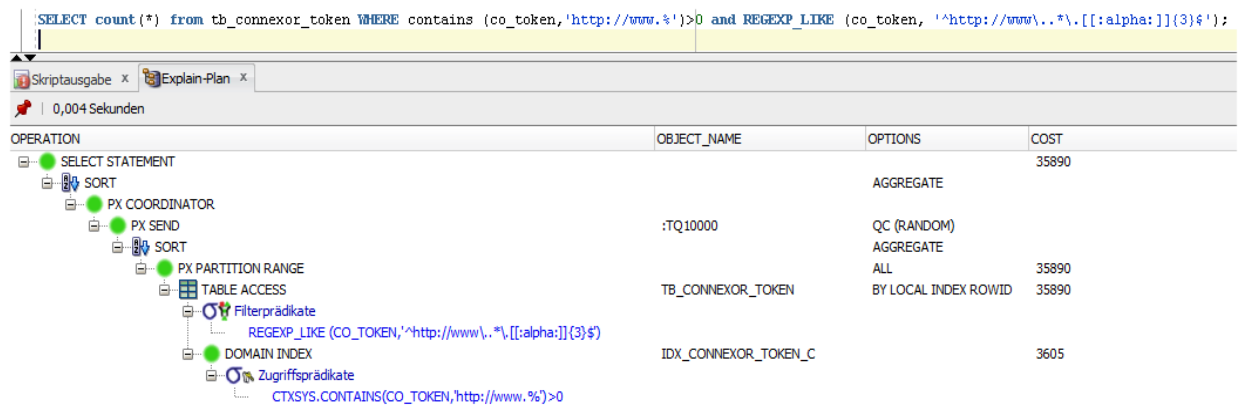 SELECT count(*) from tb_connexor_token WHERE contains (co_token,'http://www.%')>0 and REGEXP_LIKE (co_token, '^http://www\..*\.[[:alpha:]]{3}$');
Skriptausgabe x Explain-Plan x
0,004 Sekunden
OPERATION OBJECT_NAME OPTIONS COST
SELECT STATEMENT 35890
SORT AGGREGATE
PX COORDINATOR
PX SEND :TQ10000 QC (RANDOM)
SORT AGGREGATE
PX PARTITION RANGE ALL 35890
TABLE ACCESS TB_CONNEXOR_TOKEN BY LOCAL INDEX ROWID 35890
Filterprädikate
REGEXP_LIKE (CO_TOKEN,'^http://www\..*\.[[:alpha:]]{3}$')
DOMAIN INDEX IDX_CONNEXOR_TOKEN_C 3605
Zugriffsprädikate
CTXSYS.CONTAINS(CO_TOKEN,'http://www.%')>0